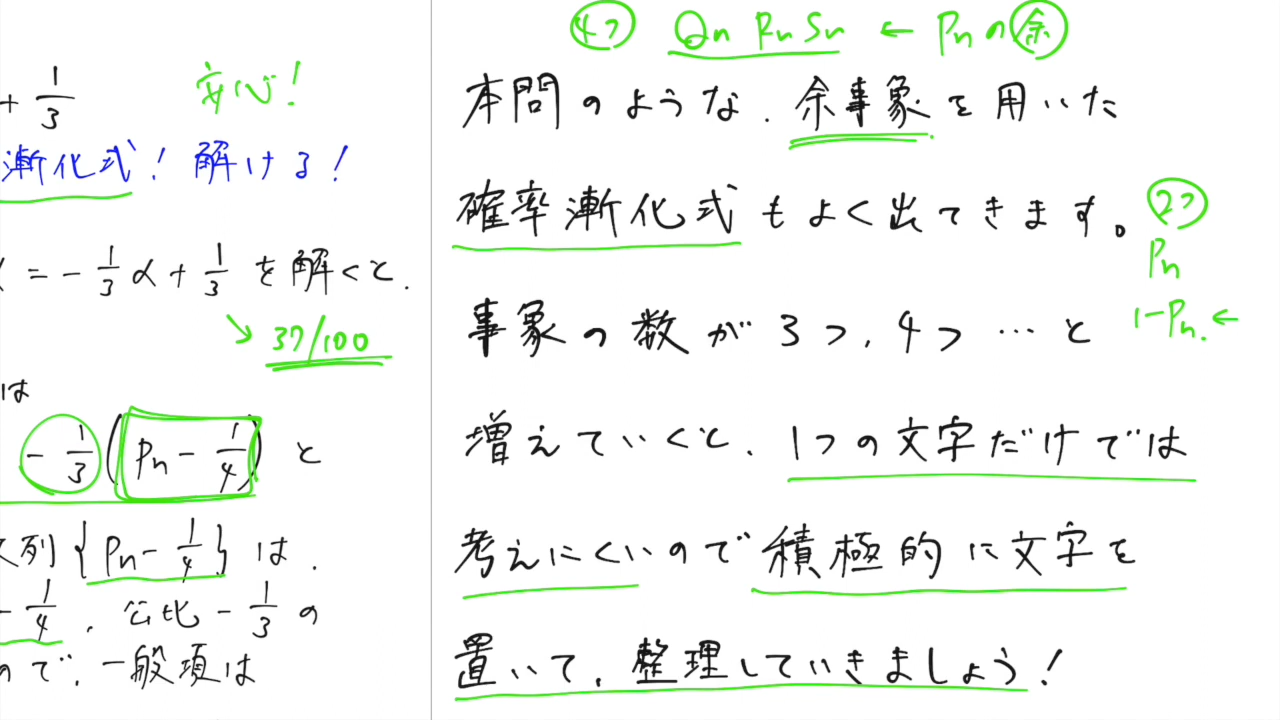 + 1/3 安心!
漸化式! 解ける!
α = - 1/3 α + 1/3 を解くと.
37/100
は
- 1/3 ( Pn - 1/4 ) と
列 { Pn - 1/4 } は.
- 1/4 . 公比 - 1/3 の
ので. 一般項は
4つ Qn Rn Sn ← Pn の 余
本問のような. 余事象を用いた
確率漸化式もよく出てきます。
2つ
Pn
1-Pn. ←
事象の数が3つ, 4つ … と
増えていくと. 1つの文字だけでは
考えにくいので積極的に文字を
置いて. 整理していきましょう!